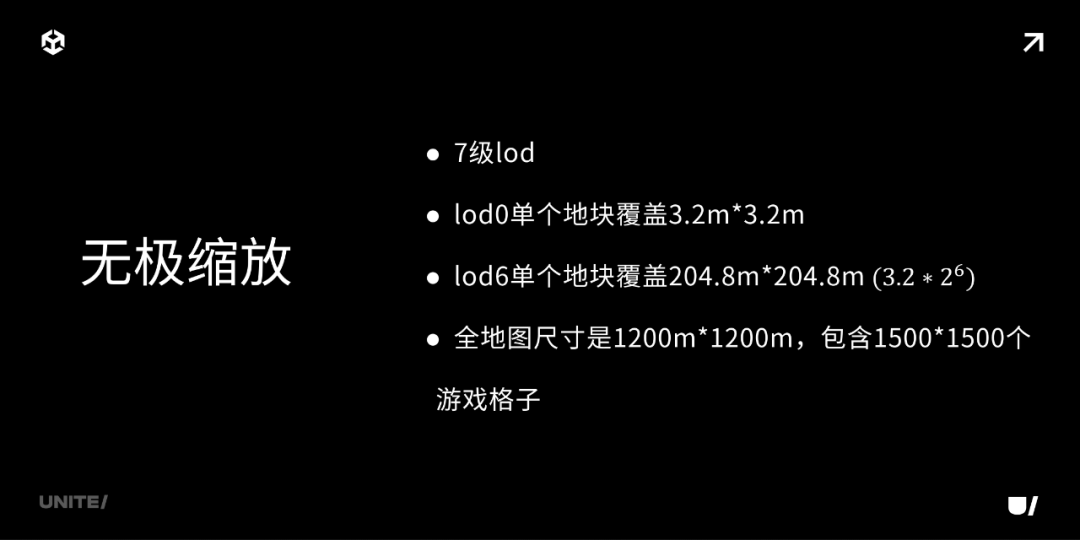 无极缩放
● 7级lod
● lod0单个地块覆盖3.2m*3.2m
● lod6单个地块覆盖204.8m*204.8m (3.2 * 2⁶)
● 全地图尺寸是1200m*1200m，包含1500*1500个
游戏格子
UNITE/
U/